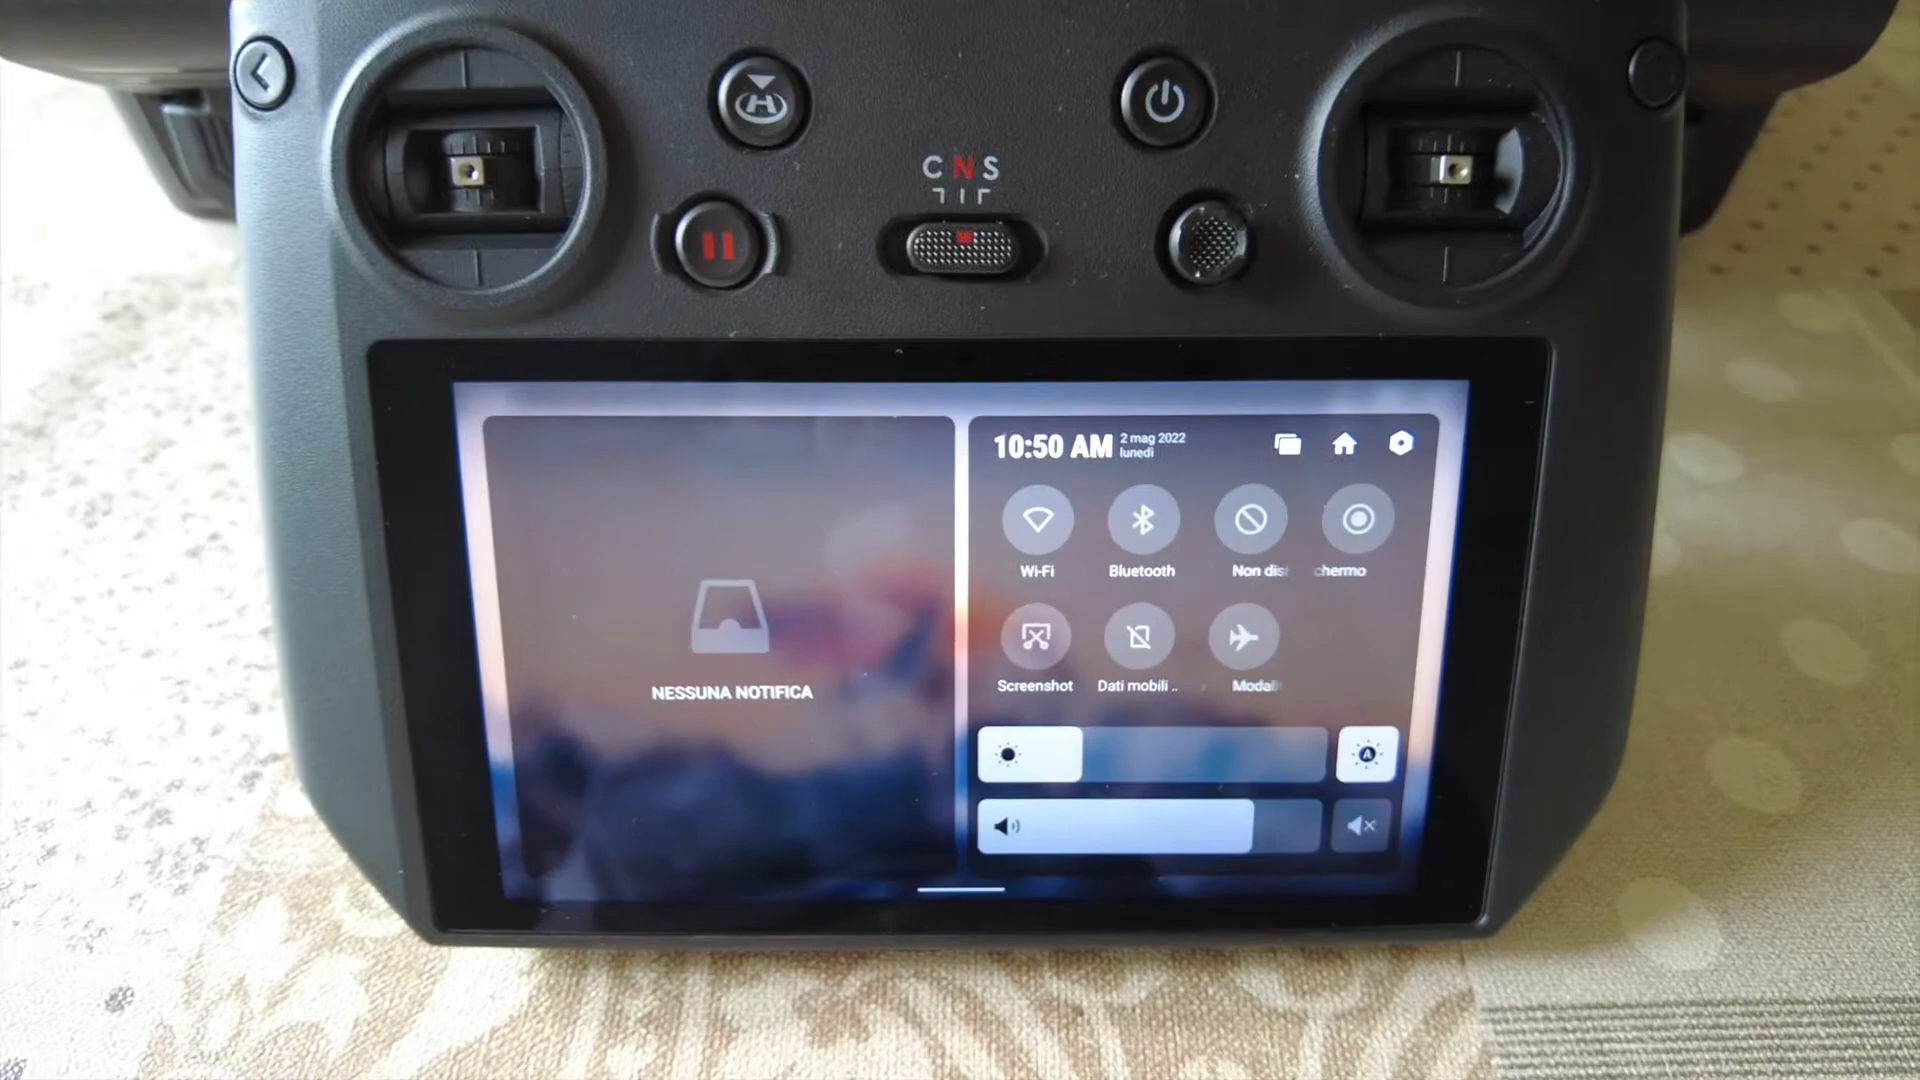 C N S
10:50 AM
2 mag 2022
lunedì
Wi-Fi
Bluetooth
Non dis
chermo
Screenshot
Dati mobili ..
Modal
NESSUNA NOTIFICA